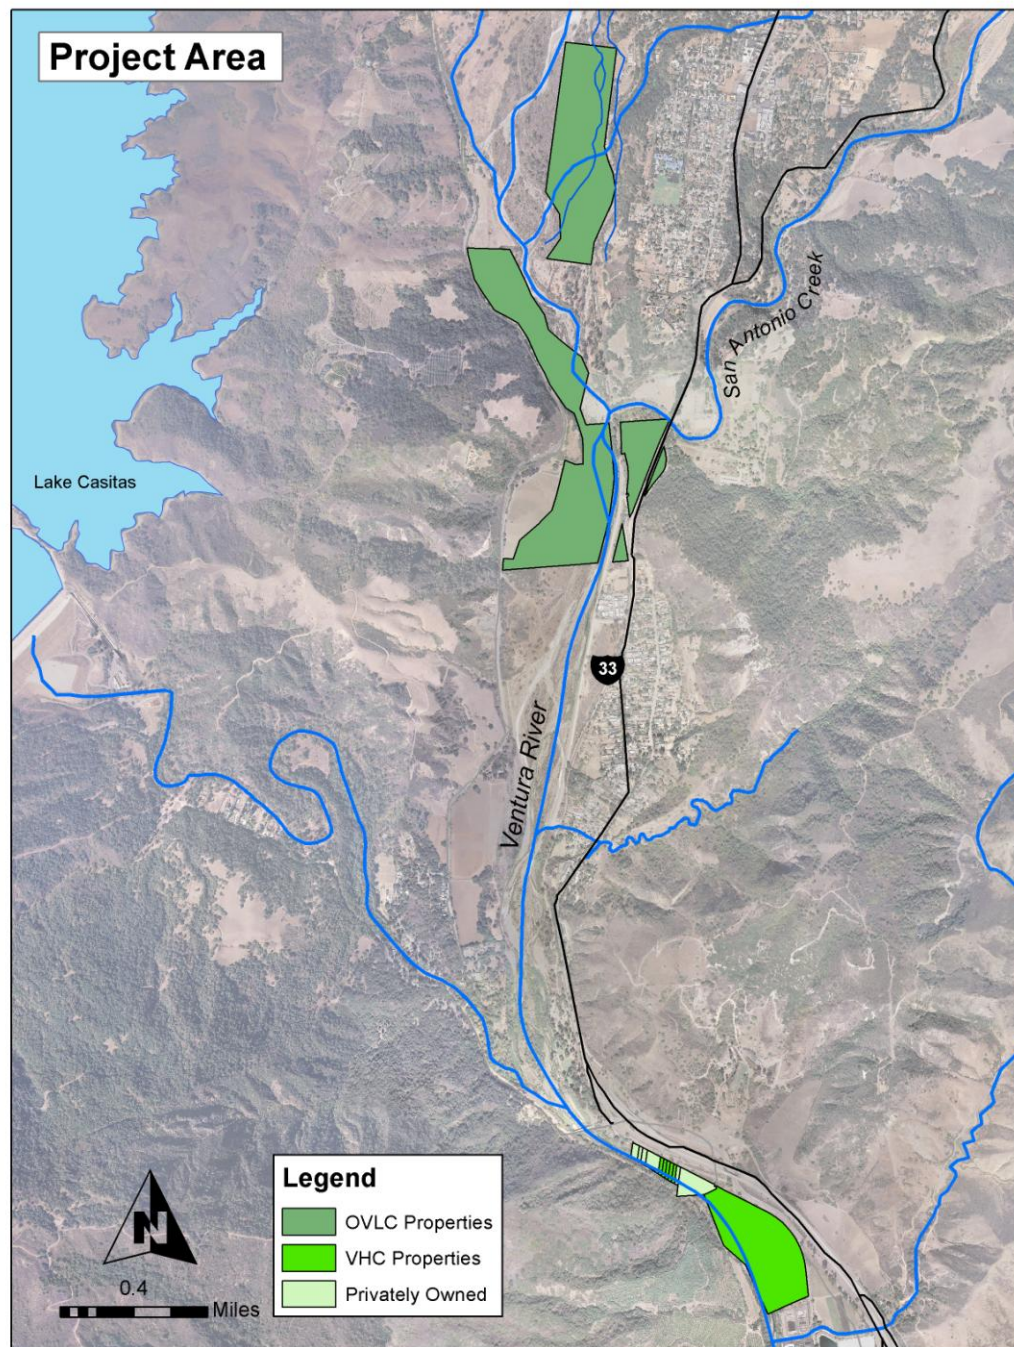 Project Area
San Antonio Creek
Lake Casitas
33
Ventura River
Legend
OVLC Properties
VHC Properties
Privately Owned
N
0.4
Miles